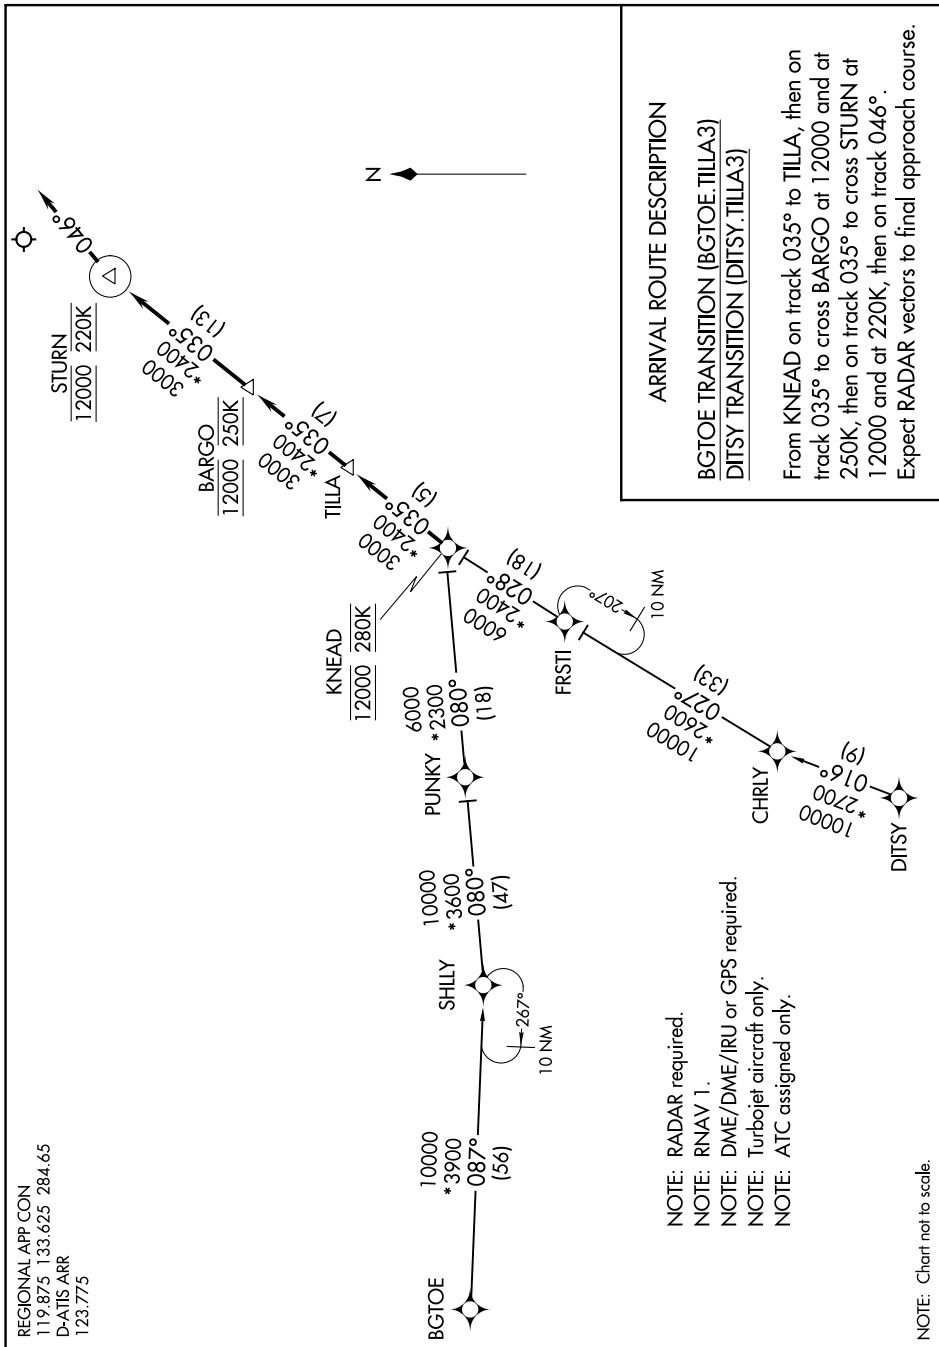 REGIONAL APP CON
119.875 133.625 284.65
D-ATIS ARR
123.775
STURN
12000 220K
046°
3000
*2400
035°
(13)
BARGO
12000 250K
3000
*2400
035°
(7)
TILLA
3000
*2400
035°
(5)
KNEAD
12000 280K
N
BGTOE
10000
*3900
087°
(56)
SHLLY
267°
10 NM
10000
*3600
080°
(47)
PUNKY
6000
*2300
080°
(18)
6000
*2400
028°
(18)
FRSTI
207°
10 NM
10000
*2600
027°
(33)
CHRLY
10000
*2700
016°
(9)
DITSY
NOTE: RADAR required.
NOTE: RNAV 1.
NOTE: DME/DME/IRU or GPS required.
NOTE: Turbojet aircraft only.
NOTE: ATC assigned only.
NOTE: Chart not to scale.
ARRIVAL ROUTE DESCRIPTION
BGTOE TRANSITION (BGTOE.TILLA3)
DITSY TRANSITION (DITSY.TILLA3)
From KNEAD on track 035° to TILLA, then on
track 035° to cross BARGO at 12000 and at
250K, then on track 035° to cross STURN at
12000 and at 220K, then on track 046°.
Expect RADAR vectors to final approach course.